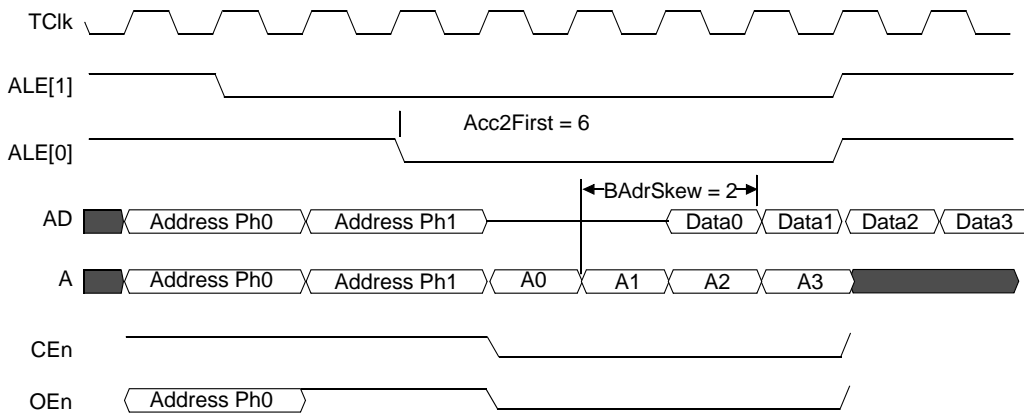 TClk
ALE[1]
Acc2First = 6
ALE[0]
BAdrSkew = 2
AD Address Ph0 Address Ph1 Data0 Data1 Data2 Data3
A Address Ph0 Address Ph1 A0 A1 A2 A3
CEn
OEn Address Ph0